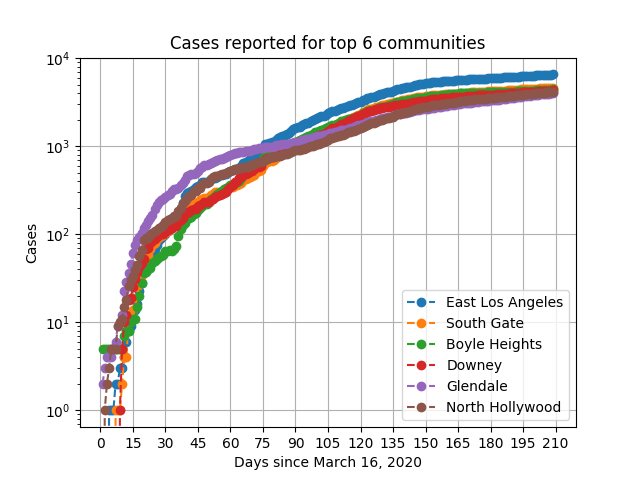 Cases reported for top 6 communities
10^4
10^3
10^2
10^1
10^0
Cases
East Los Angeles
South Gate
Boyle Heights
Downey
Glendale
North Hollywood
0 15 30 45 60 75 90 105 120 135 150 165 180 195 210
Days since March 16, 2020